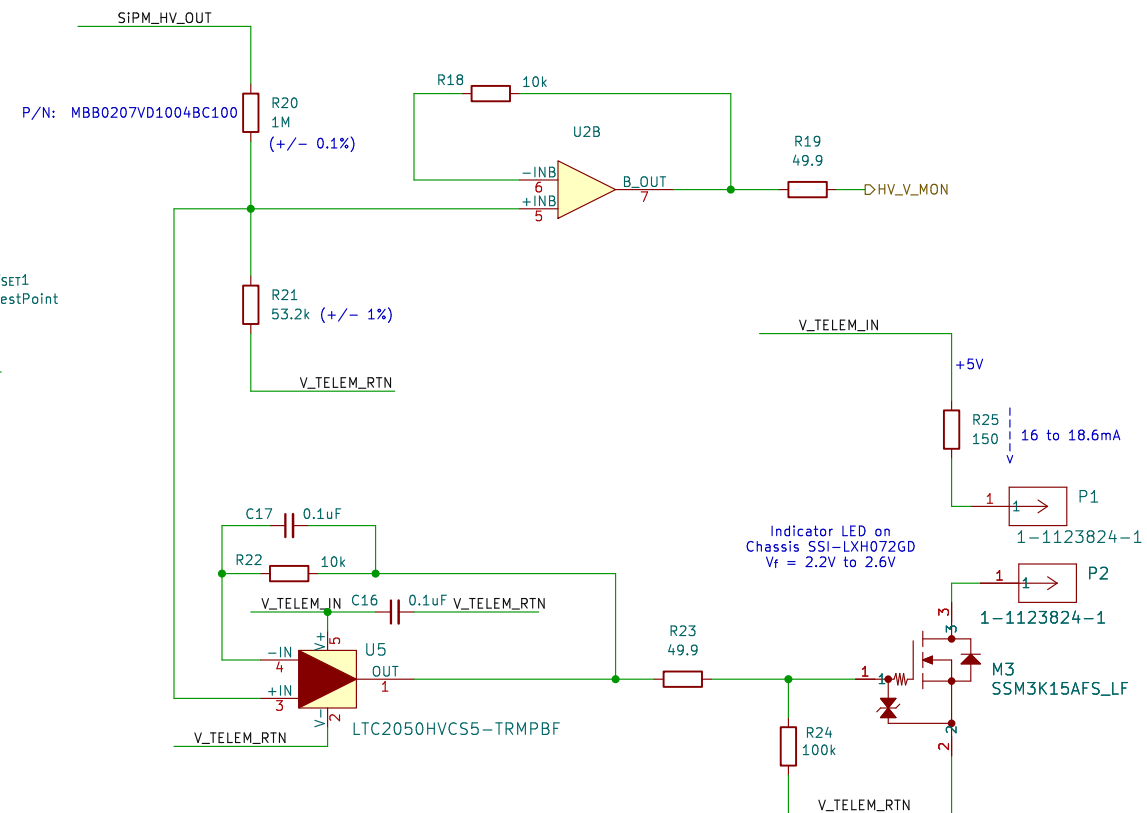 SiPM_HV_OUT
P/N: MBB0207VD1004BC100
R20
1M
(+/- 0.1%)
R18
10k
U2B
-INB
6
+INB
5
B_OUT
7
R19
49.9
HV_V_MON
SET1
estPoint
R21
53.2k (+/- 1%)
V_TELEM_RTN
V_TELEM_IN
+5V
R25
150
16 to 18.6mA
1
1
P1
1-1123824-1
Indicator LED on
Chassis SSI-LXH072GD
Vf = 2.2V to 2.6V
1
1
P2
1-1123824-1
C17
0.1uF
R22
10k
V_TELEM_IN
C16
0.1uF
V_TELEM_RTN
V+
5
U5
-IN
4
+IN
3
OUT
1
V-
2
LTC2050HVCS5-TRMPBF
V_TELEM_RTN
R23
49.9
R24
100k
V_TELEM_RTN
3
3
1
1
M3
SSM3K15AFS_LF
2
2